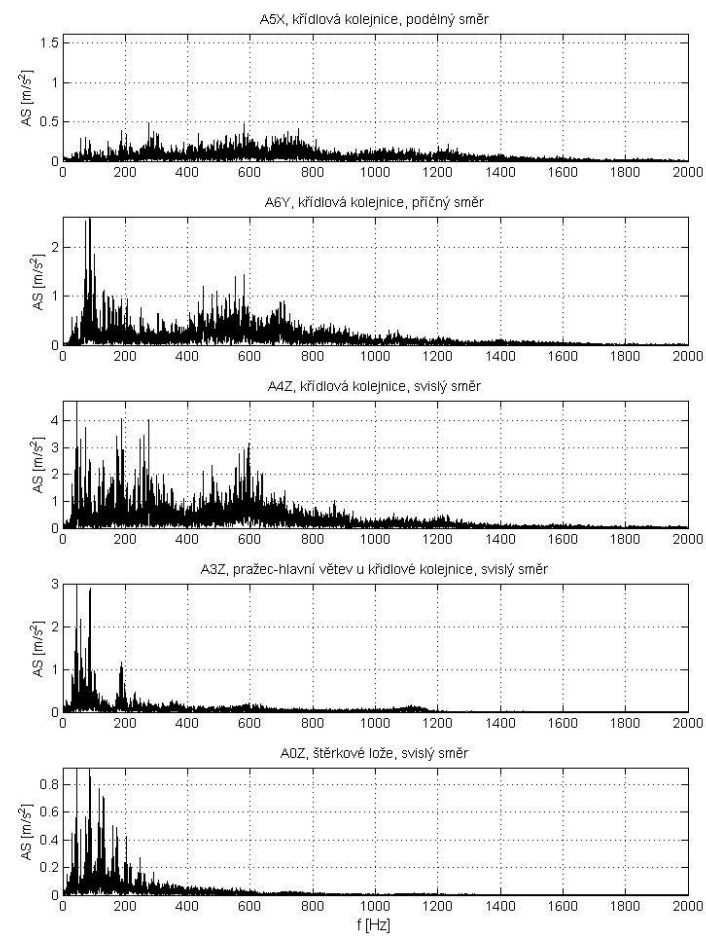 A5X, křídlová kolejnice, podélný směr
1.5
1
0.5
0
AS [m/s²]
0 200 400 600 800 1000 1200 1400 1600 1800 2000
A6Y, křídlová kolejnice, příčný směr
2
1
0
AS [m/s²]
0 200 400 600 800 1000 1200 1400 1600 1800 2000
A4Z, křídlová kolejnice, svislý směr
4
3
2
1
0
AS [m/s²]
0 200 400 600 800 1000 1200 1400 1600 1800 2000
A3Z, pražec-hlavní větev u křidlové kolejnice, svislý směr
3
2
1
0
AS [m/s²]
0 200 400 600 800 1000 1200 1400 1600 1800 2000
A0Z, štěrkové lože, svislý směr
0.8
0.6
0.4
0.2
0
AS [m/s²]
0 200 400 600 800 1000 1200 1400 1600 1800 2000
f [Hz]